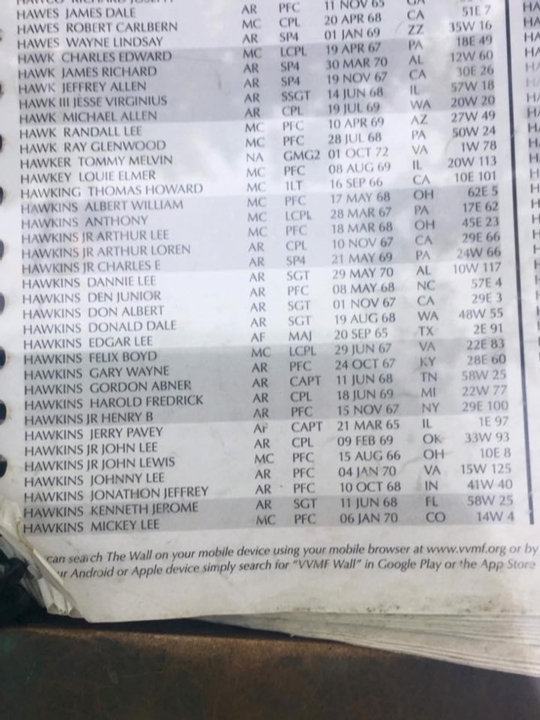 HAWES JAMES DALE AR PFC 11 NOV 65 GA
HAWES ROBERT CARLBERN MC CPL 20 APR 68 CA 51E 7
HAWES WAYNE LINDSAY AR SP4 01 JAN 69 ZZ 35W 16
HAWK CHARLES EDWARD MC LCPL 19 APR 67 PA 18E 49
HAWK JAMES RICHARD AR SP4 30 MAR 70 AL 12W 60
HAWK JEFFREY ALLEN AR SP4 19 NOV 67 CA 30E 26
HAWK III JESSE VIRGINIUS AR SSGT 14 JUN 68 IL 57W 18
HAWK MICHAEL ALLEN AR CPL 19 JUL 69 WA 20W 20
HAWK RANDALL LEE MC PFC 10 APR 69 AZ 27W 49
HAWK RAY GLENWOOD MC PFC 28 JUL 68 PA 50W 24
HAWKER TOMMY MELVIN NA GMG2 01 OCT 72 VA 1W 78
HAWKEY LOUIE ELMER MC PFC 08 AUG 69 IL 20W 113
HAWKING THOMAS HOWARD MC 1LT 16 SEP 66 CA 10E 101
HAWKINS ALBERT WILLIAM MC PFC 17 MAY 68 OH 62E 5
HAWKINS ANTHONY MC LCPL 28 MAR 67 PA 17E 62
HAWKINS JR ARTHUR LEE MC PFC 18 MAR 68 OH 45E 23
HAWKINS JR ARTHUR LOREN AR CPL 10 NOV 67 CA 29E 66
HAWKINS JR CHARLES E AR SP4 21 MAY 69 PA 24W 66
HAWKINS DANNIE LEE AR SGT 29 MAY 70 AL 10W 117
HAWKINS DEN JUNIOR AR PFC 08 MAY 68 NC 57E 4
HAWKINS DON ALBERT AR SGT 01 NOV 67 CA 29E 3
HAWKINS DONALD DALE AR SGT 19 AUG 68 WA 48W 55
HAWKINS EDGAR LEE AF MAJ 20 SEP 65 TX 2E 91
HAWKINS FELIX BOYD MC LCPL 29 JUN 67 VA 22E 83
HAWKINS GARY WAYNE AR PFC 24 OCT 67 KY 28E 60
HAWKINS GORDON ABNER AR CAPT 11 JUN 68 TN 58W 25
HAWKINS HAROLD FREDRICK AR CPL 18 JUN 69 MI 22W 77
HAWKINS JR HENRY B AR PFC 15 NOV 67 NY 29E 100
HAWKINS JERRY PAVEY AF CAPT 21 MAR 65 IL 1E 97
HAWKINS JR JOHN LEE AR CPL 09 FEB 69 OK 33W 93
HAWKINS JR JOHN LEWIS MC PFC 15 AUG 66 OH 10E 8
HAWKINS JOHNNY LEE AR PFC 04 JAN 70 VA 15W 125
HAWKINS JONATHON JEFFREY AR PFC 10 OCT 68 IN 41W 40
HAWKINS KENNETH JEROME AR SGT 11 JUN 68 FL 58W 25
HAWKINS MICKEY LEE MC PFC 06 JAN 70 CO 14W 4
can search The Wall on your mobile device using your mobile browser at www.vvmf.org or by
ur Android or Apple device simply search for "VVMF Wall" in Google Play or the App Store